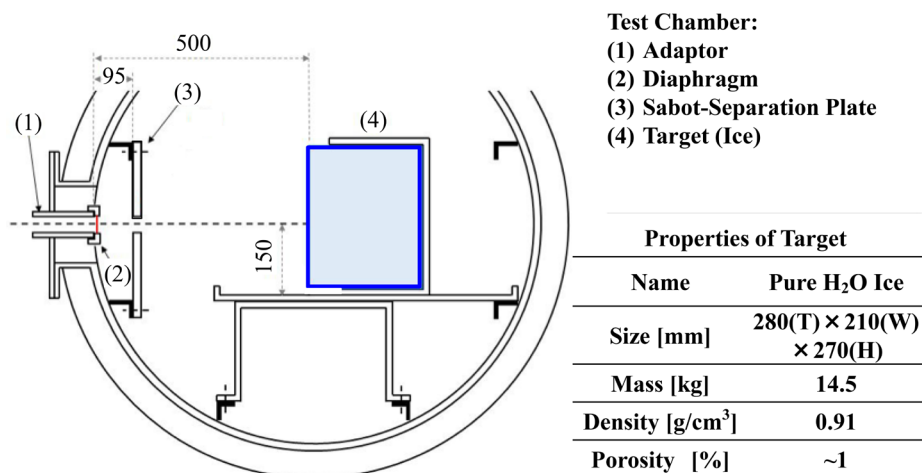 500
95
(3)
(1)
(4)
150
(2)
Test Chamber:
(1) Adaptor
(2) Diaphragm
(3) Sabot-Separation Plate
(4) Target (Ice)
Properties of Target
Name Pure H₂O Ice
Size [mm] 280(T)×210(W)
×270(H)
Mass [kg] 14.5
Density [g/cm³] 0.91
Porosity [%] ~1